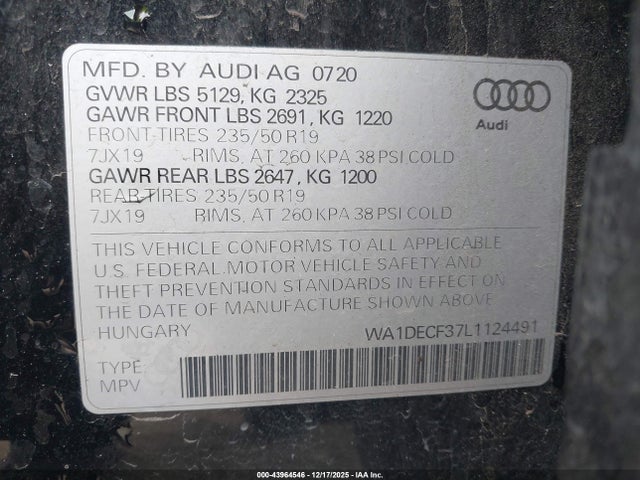 MFD. BY AUDI AG 0720
GVWR LBS 5129, KG 2325
GAWR FRONT LBS 2691, KG 1220
FRONT-TIRES 235/50 R19
7JX19 RIMS, AT 260 KPA 38 PSI COLD
GAWR REAR LBS 2647, KG 1200
REAR-TIRES 235/50 R19
7JX19 RIMS, AT 260 KPA 38 PSI COLD
Audi
THIS VEHICLE CONFORMS TO ALL APPLICABLE
U.S. FEDERAL MOTOR VEHICLE SAFETY AND
THEFT PREVENTION STANDARDS IN EFFECT ON
THE DATE OF MANUFACTURE SHOWN ABOVE
HUNGARY WA1DECF37L1124491
TYPE:
MPV
000-43964546 - 12/17/2025 - IAA Inc.